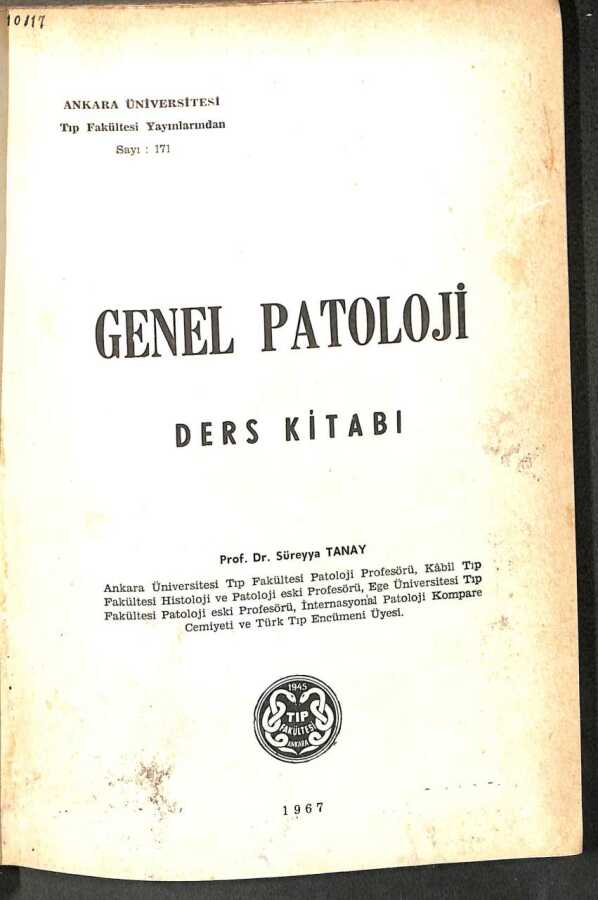 10117
ANKARA ÜNİVERSİTESİ
Tıp Fakültesi Yayınlarından
Sayı : 171
GENEL PATOLOJİ
DERS KİTABI
Prof. Dr. Süreyya TANAY
Ankara Üniversitesi Tıp Fakültesi Patoloji Profesörü, Kâbil Tıp
Fakültesi Histoloji ve Patoloji eski Profesörü, Ege Üniversitesi Tıp
Fakültesi Patoloji eski Profesörü, İnternasyonal Patoloji Kompare
Cemiyeti ve Türk Tıp Encümeni Üyesi.
1945
TIP
FAKÜLTESİ
ANKARA
1967